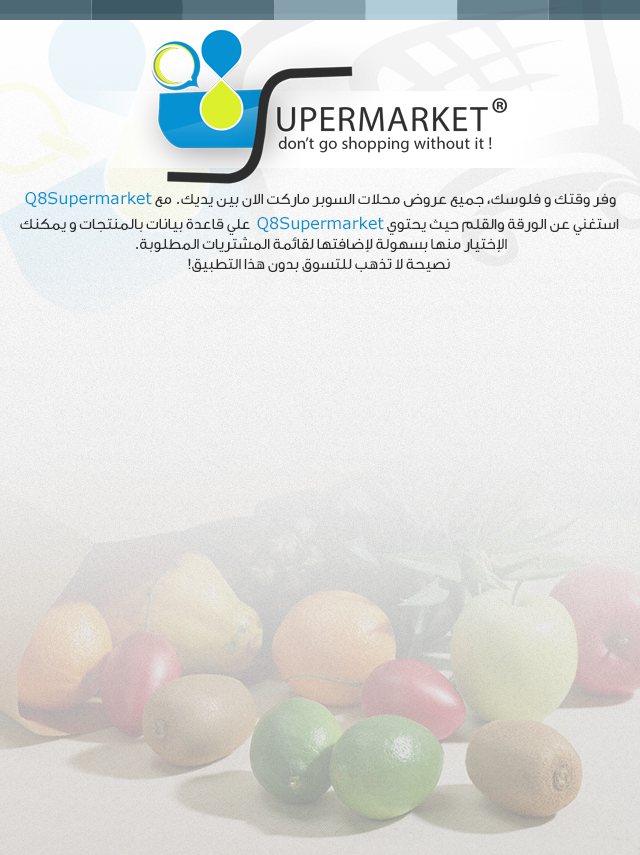 UPERMARKET®
don't go shopping without it !
وفر وقتك و فلوسك، جميع عروض محلات السوبر ماركت الان بين يديك. مع Q8Supermarket
استغني عن الورقة والقلم حيث يحتوي Q8Supermarket علي قاعدة بيانات بالمنتجات و يمكنك
الإختيار منها بسهولة لإضافتها لقائمة المشتريات المطلوبة.
نصيحة لا تذهب للتسوق بدون هذا التطبيق!